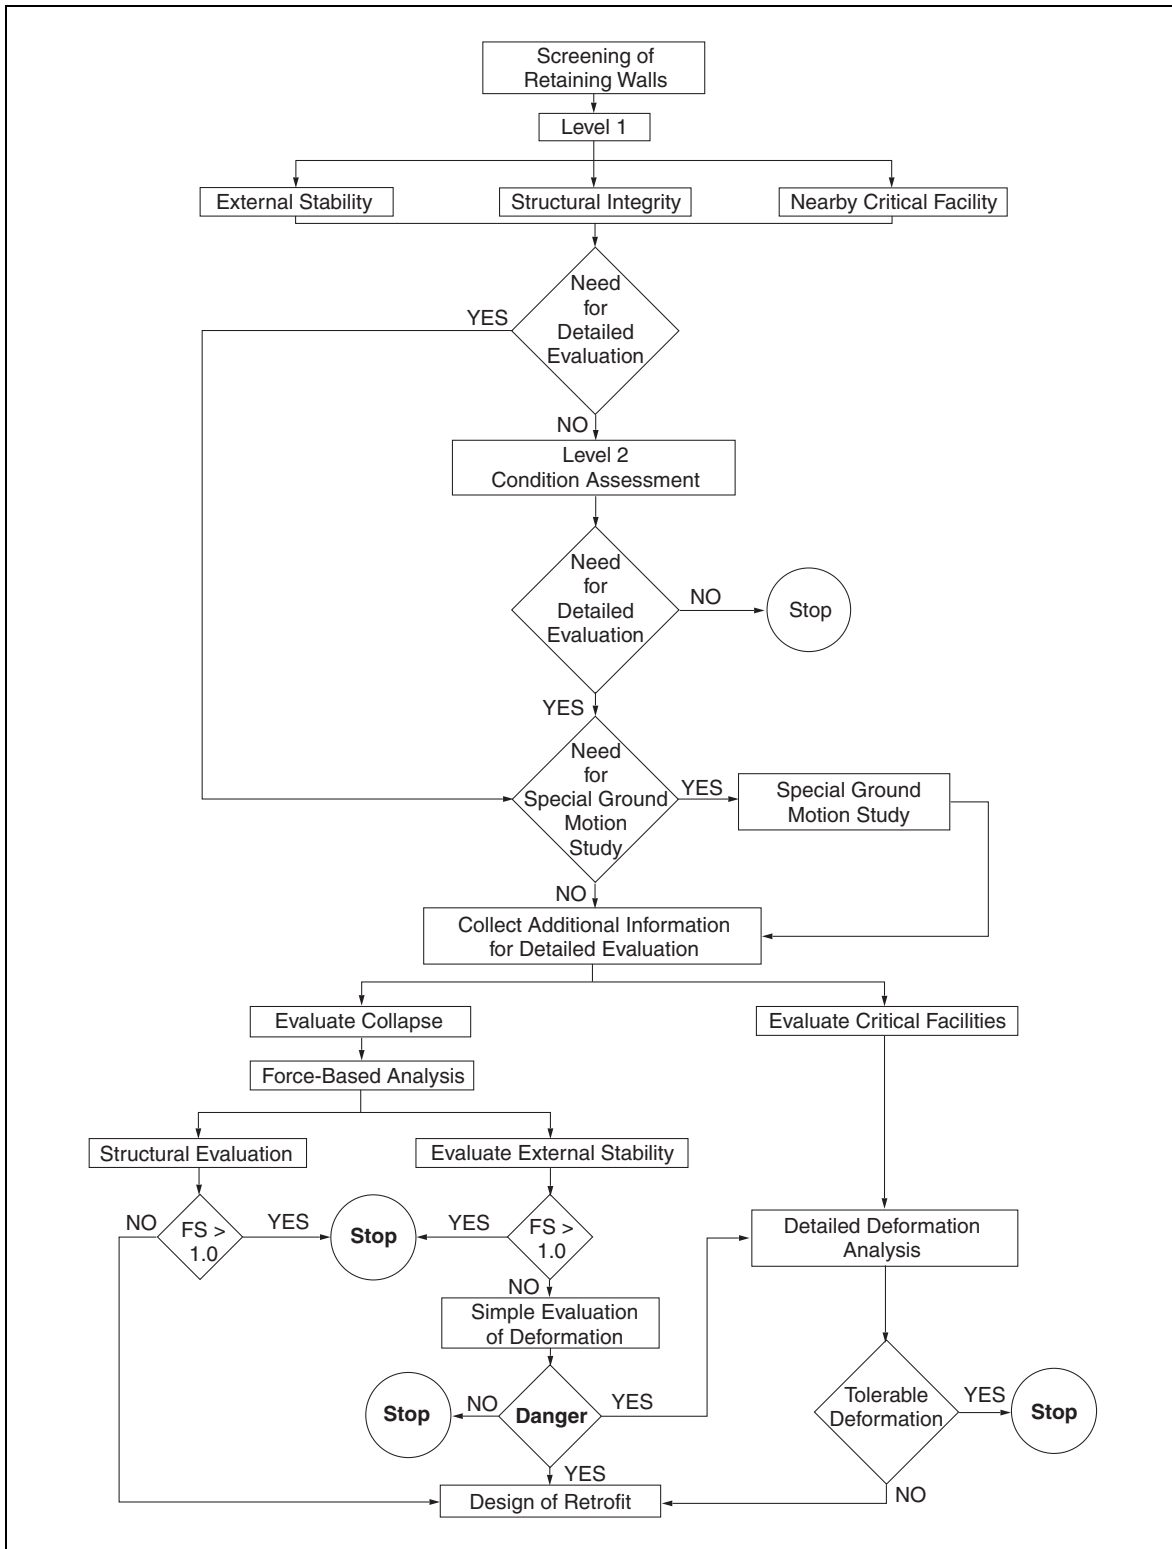 Screening of
Retaining Walls
Level 1
External Stability
Structural Integrity
Nearby Critical Facility
Need
for
Detailed
Evaluation
YES
NO
Level 2
Condition Assessment
Need
for
Detailed
Evaluation
NO
Stop
YES
Need
for
Special Ground
Motion
Study
YES
Special Ground
Motion Study
NO
Collect Additional Information
for Detailed Evaluation
Evaluate Collapse
Evaluate Critical Facilities
Force-Based Analysis
Structural Evaluation
Evaluate External Stability
NO
FS >
1.0
YES
Stop
YES
FS >
1.0
NO
Detailed Deformation
Analysis
Simple Evaluation
of Deformation
Stop
NO
Danger
YES
YES
Tolerable
Deformation
YES
Stop
NO
Design of Retrofit